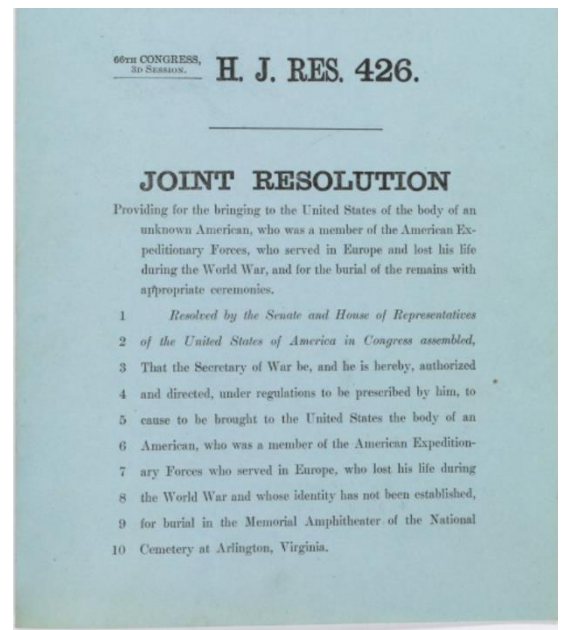 66TH CONGRESS,
3D SESSION.
H. J. RES. 426.
JOINT RESOLUTION
Providing for the bringing to the United States of the body of an
unknown American, who was a member of the American Ex-
peditionary Forces, who served in Europe and lost his life
during the World War, and for the burial of the remains with
appropriate ceremonies.
1 Resolved by the Senate and House of Representatives
2 of the United States of America in Congress assembled,
3 That the Secretary of War be, and he is hereby, authorized
4 and directed, under regulations to be prescribed by him, to
5 cause to be brought to the United States the body of an
6 American, who was a member of the American Expedition-
7 ary Forces who served in Europe, who lost his life during
8 the World War and whose identity has not been established,
9 for burial in the Memorial Amphitheater of the National
10 Cemetery at Arlington, Virginia.